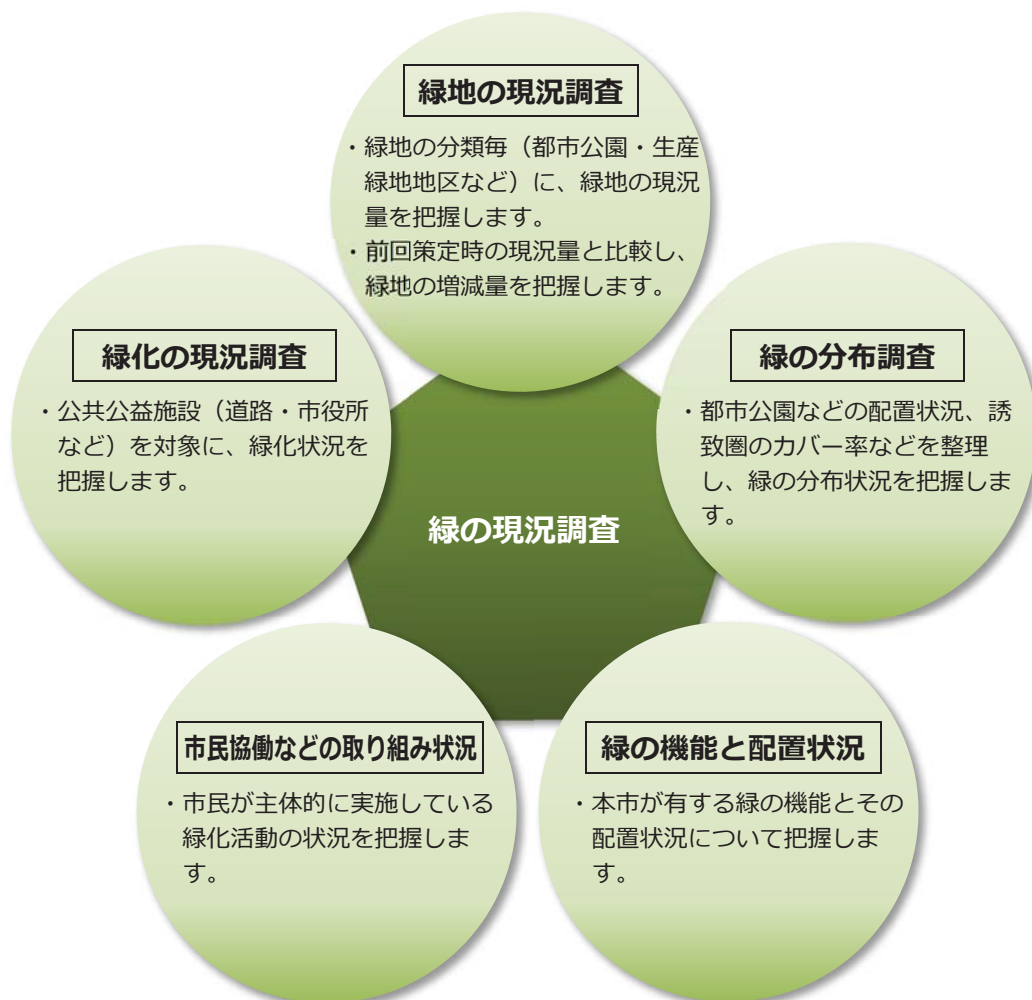 緑地の現況調査
・緑地の分類毎（都市公園・生産
緑地地区など）に、緑地の現況
量を把握します。
・前回策定時の現況量と比較し、
緑地の増減量を把握します。
緑化の現況調査
・公共公益施設（道路・市役所
など）を対象に、緑化状況を
把握します。
緑の分布調査
・都市公園などの配置状況、誘
致圏のカバー率などを整理
し、緑の分布状況を把握しま
す。
緑の現況調査
市民協働などの取り組み状況
・市民が主体的に実施している
緑化活動の状況を把握しま
す。
緑の機能と配置状況
・本市が有する緑の機能とその
配置状況について把握しま
す。